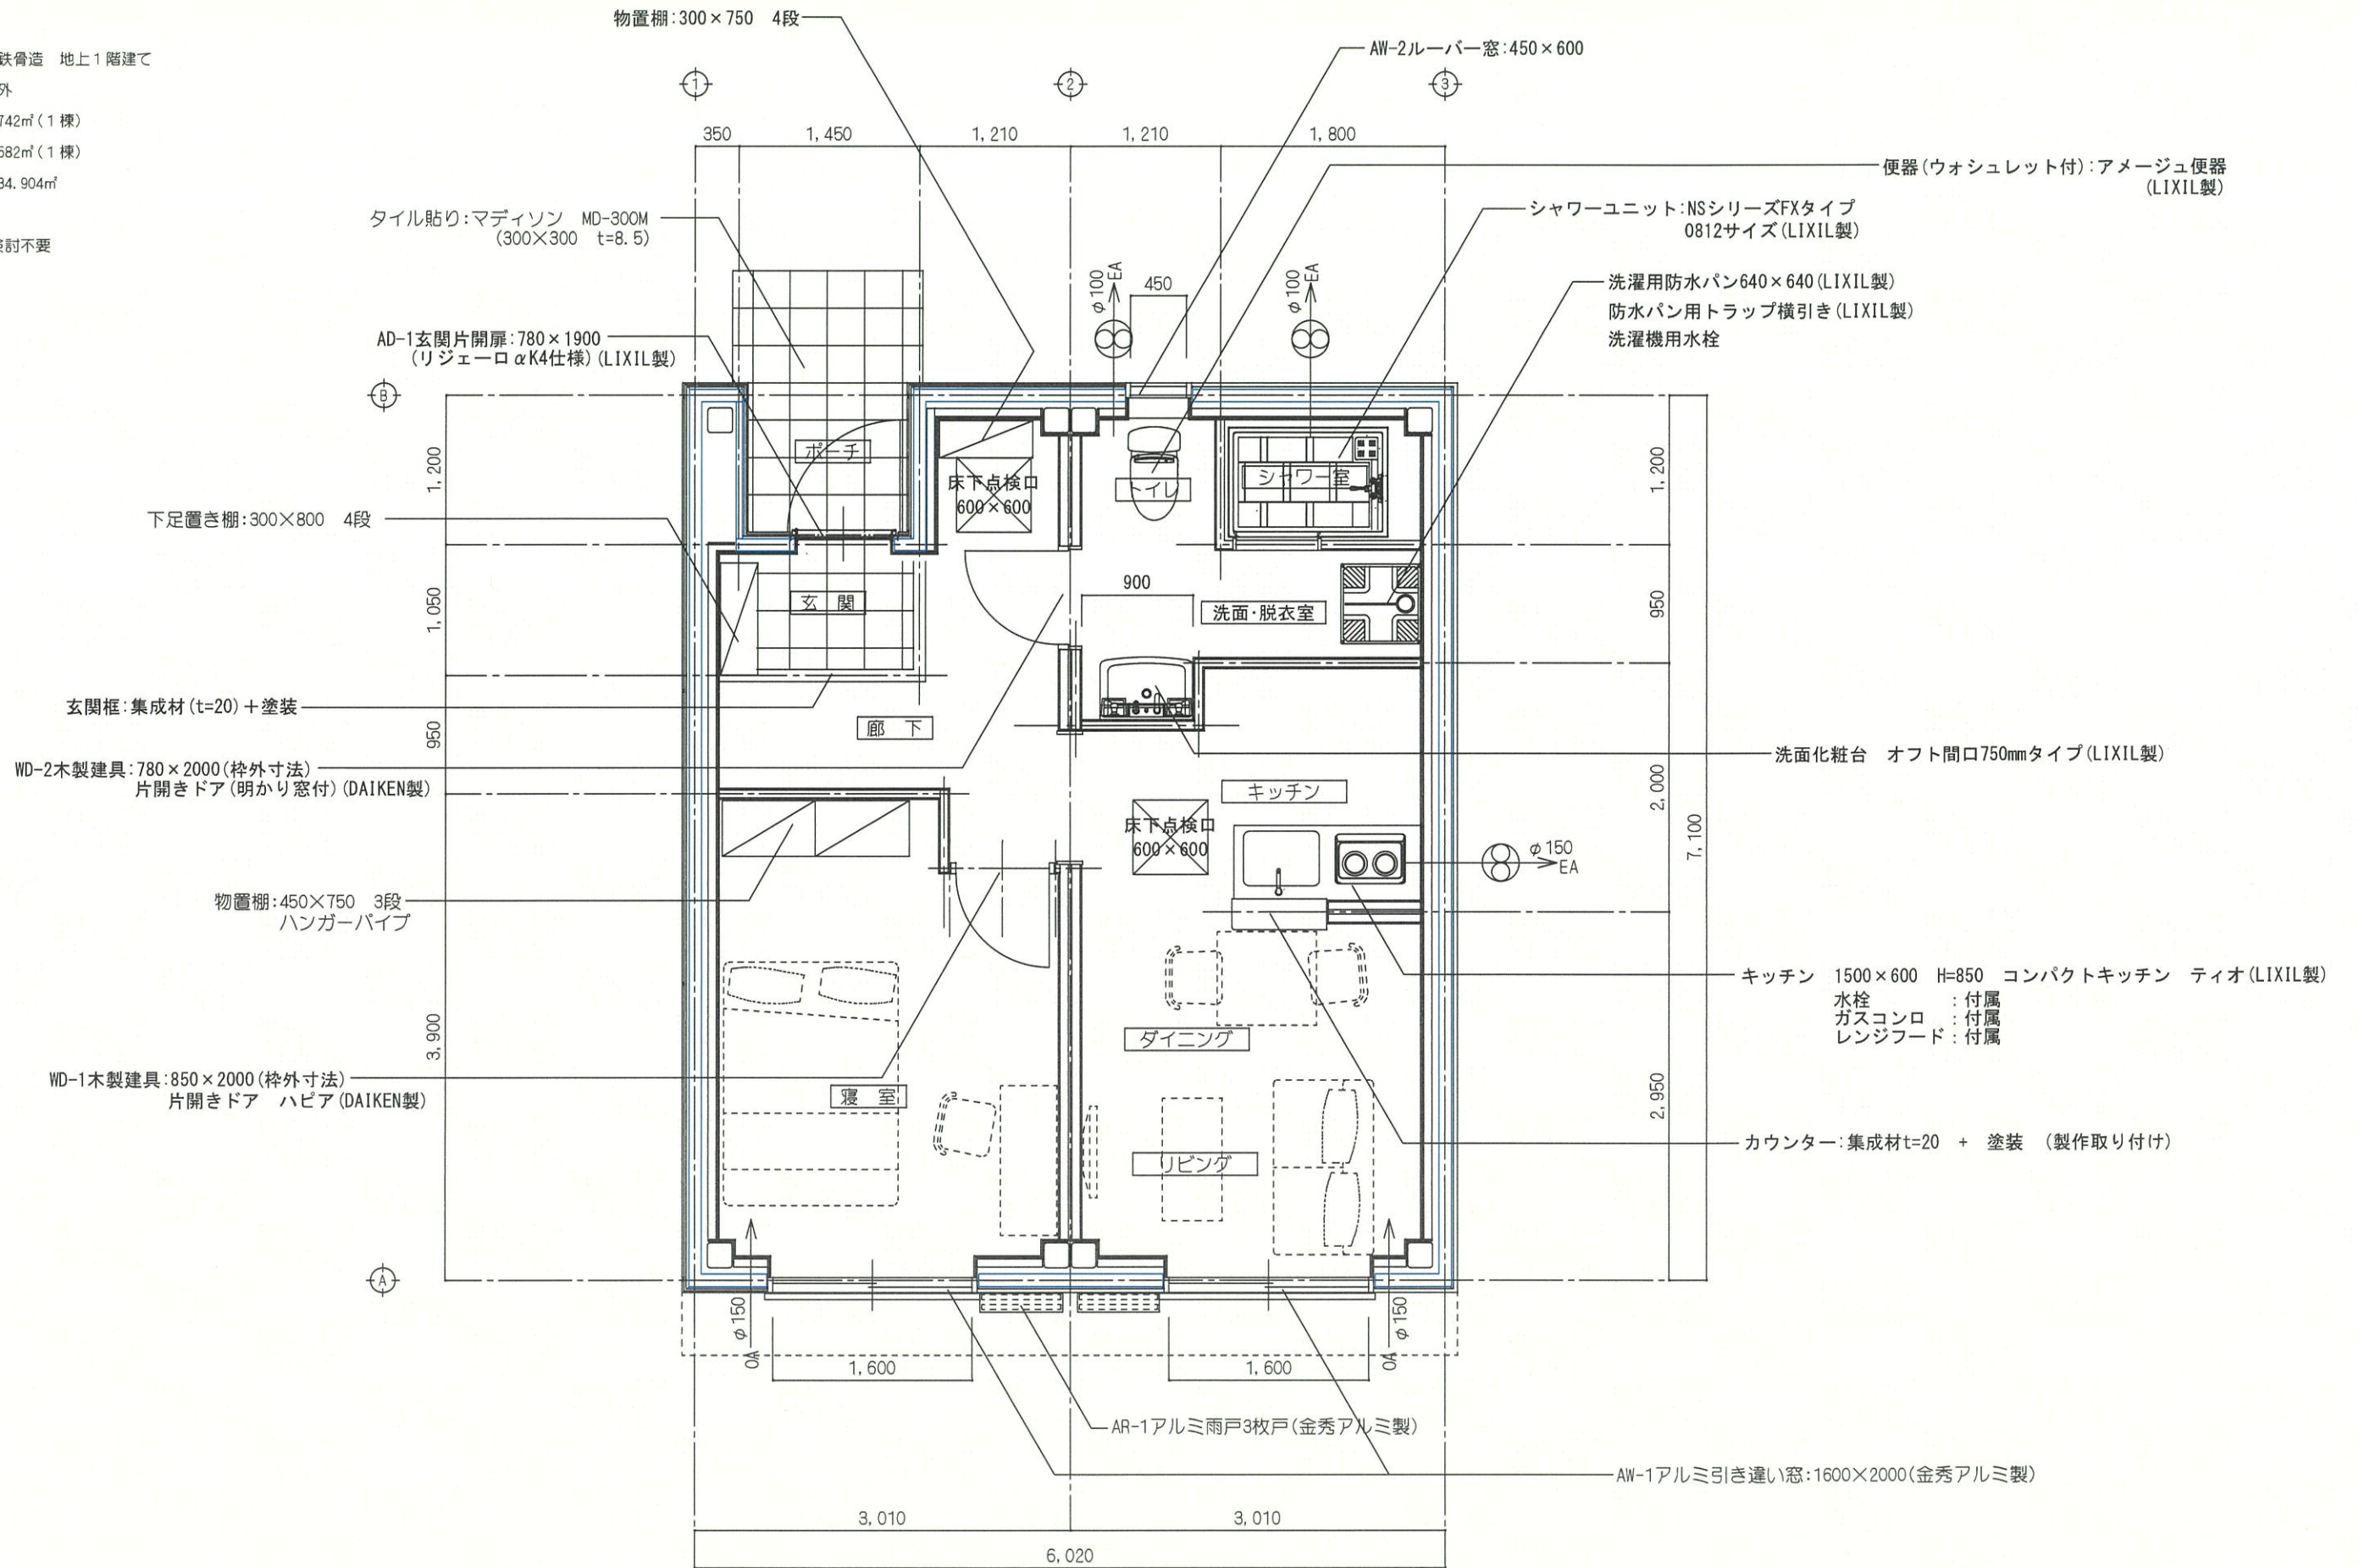 鉄骨造　地上1階建て
外
742㎡(1棟)
582㎡(1棟)
34.904㎡
検討不要
物置棚:300×750　4段
AW-2ルーバー窓:450×600
1
2
3
350
1,450
1,210
1,210
1,800
便器(ウォシュレット付):アメージュ便器
(LIXIL製)
シャワーユニット:NSシリーズFXタイプ
0812サイズ(LIXIL製)
タイル貼り:マディソン　MD-300M
(300×300　t=8.5)
φ100
EA
450
φ100
EA
洗濯用防水パン640×640(LIXIL製)
防水パン用トラップ横引き(LIXIL製)
洗濯機用水栓
AD-1玄関片開扉:780×1900
(リジェーロαK4仕様)(LIXIL製)
B
1,200
1,050
950
3,900
ポーチ
床下点検口
600×600
トイレ
シャワー室
1,200
950
2,000
2,950
7,100
下足置き棚:300×800　4段
900
玄　関
洗面・脱衣室
玄関框:集成材(t=20)＋塗装
廊　下
洗面化粧台　オフト間口750mmタイプ(LIXIL製)
WD-2木製建具:780×2000(枠外寸法)
片開きドア(明かり窓付)(DAIKEN製)
キッチン
床下点検口
600×600
φ150
EA
物置棚:450×750　3段
ハンガーパイプ
キッチン　1500×600　H=850　コンパクトキッチン　ティオ(LIXIL製)
水栓　　　　:付属
ガスコンロ　:付属
レンジフード:付属
ダイニング
WD-1木製建具:850×2000(枠外寸法)
片開きドア　ハピア(DAIKEN製)
寝　室
リビング
カウンター:集成材t=20　+　塗装　(製作取り付け)
A
OA
φ150
OA
φ150
1,600
1,600
AR-1アルミ雨戸3枚戸(金秀アルミ製)
AW-1アルミ引き違い窓:1600×2000(金秀アルミ製)
3,010
3,010
6,020